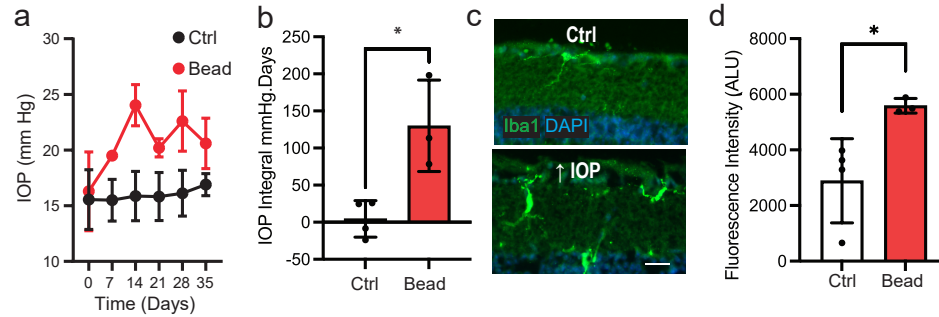 a
IOP (mm Hg)
30
25
20
15
10
Ctrl
Bead
0 7 14 21 28 35
Time (Days)
b
IOP Integral mmHg.Days
250
200
150
100
50
0
-50
*
Ctrl Bead
c
Ctrl
Iba1 DAPI
↑ IOP
d
Fluorescence Intensity (ALU)
8000
6000
4000
2000
0
*
Ctrl Bead